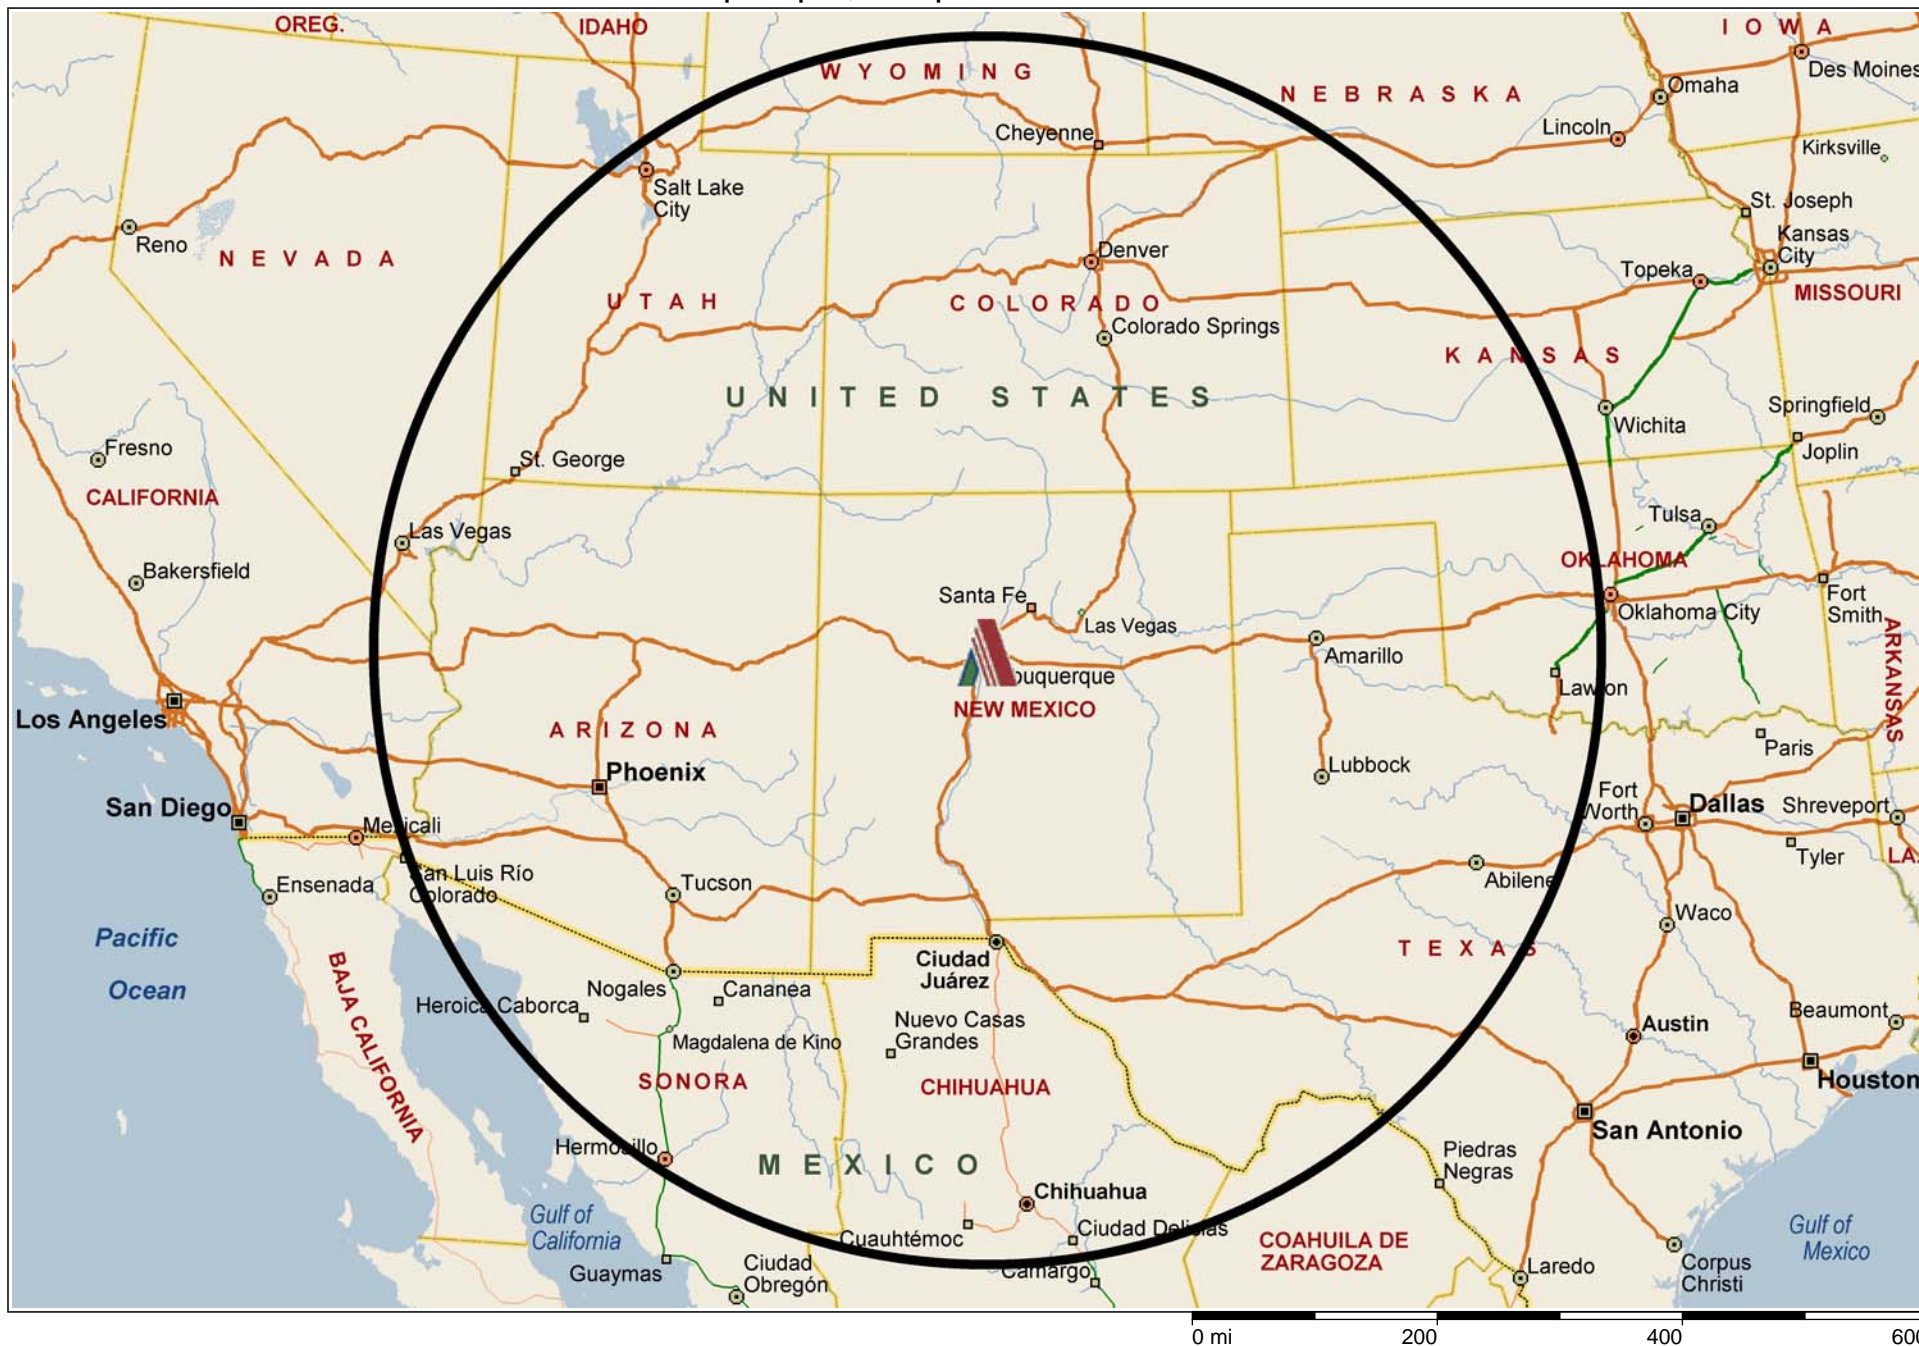 OREG.
IDAHO
IOWA
WYOMING
NEBRASKA
Des Moines
Omaha
Cheyenne
Lincoln
Kirksville
Salt Lake
City
St. Joseph
Reno
NEVADA
Denver
Kansas
City
Topeka
MISSOURI
UTAH
COLORADO
Colorado Springs
KANSAS
UNITED STATES
Springfield
Wichita
Joplin
Fresno
St. George
CALIFORNIA
Las Vegas
Tulsa
Bakersfield
OKLAHOMA
Santa Fe
Las Vegas
Oklahoma City
Fort
Smith
Amarillo
buquerque
Lawton
ARKANSAS
NEW MEXICO
Los Angeles
ARIZONA
Paris
Phoenix
Lubbock
San Diego
Fort
Worth
Dallas
Shreveport
Mexicali
Tyler
LA.
San Luis Río
Colorado
Ensenada
Tucson
Abilene
Waco
Pacific
Ocean
TEXAS
Ciudad
Juárez
BAJA CALIFORNIA
Nogales
Cananea
Heroica Caborca
Nuevo Casas
Grandes
Austin
Beaumont
Magdalena de Kino
SONORA
CHIHUAHUA
Houston
San Antonio
Hermosillo
MEXICO
Piedras
Negras
Chihuahua
Gulf of
California
Cuauhtémoc
Ciudad Delicias
COAHUILA DE
ZARAGOZA
Gulf of
Mexico
Guaymas
Ciudad
Obregón
Camargo
Laredo
Corpus
Christi
0 mi 200 400 600